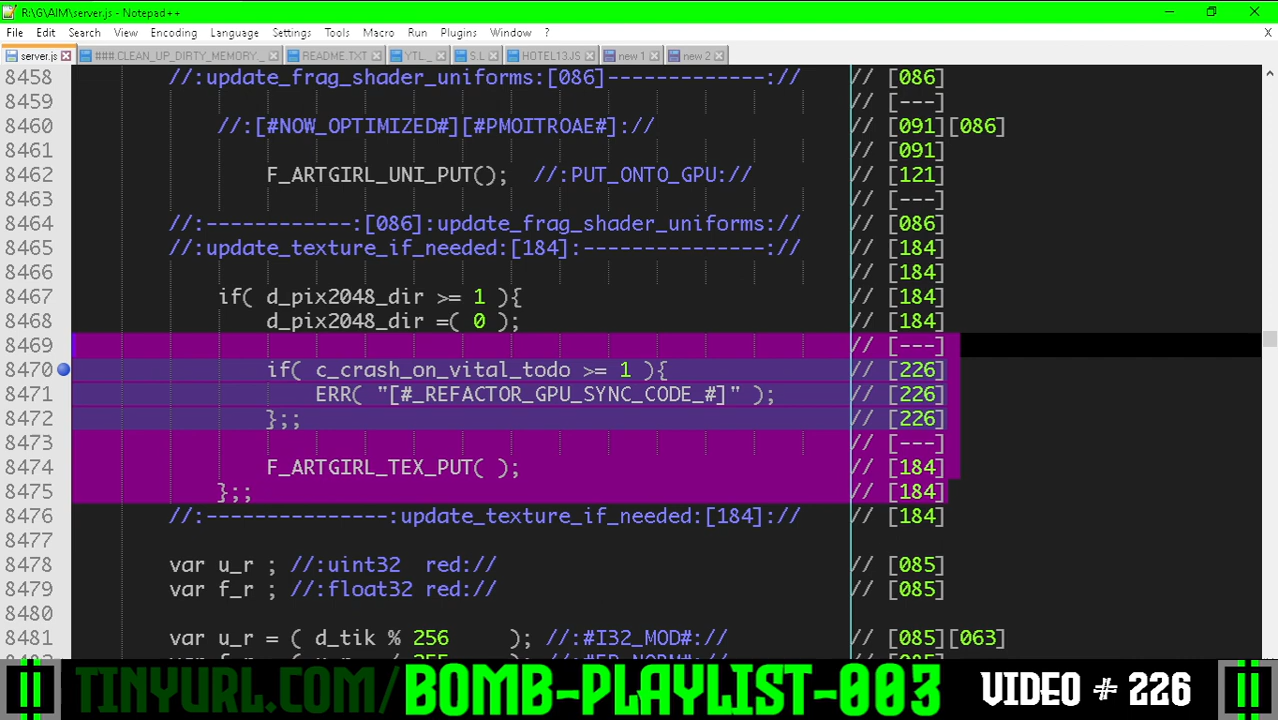 R:\G\AIM\server.js - Notepad++
File Edit Search View Encoding Language Settings Tools Macro Run Plugins Window ? X
server.js ###.CLEAN_UP_DIRTY_MEMORY_ README.TXT YTL_ S.L HOTEL13.JS new 1 new 2
8458 //:update_frag_shader_uniforms:[086]-------------:// // [086]
8459 // [---]
8460 //:[#NOW_OPTIMIZED#][#PMOITROAE#]:// // [091][086]
8461 // [091]
8462 F_ARTGIRL_UNI_PUT(); //:PUT_ONTO_GPU:// // [121]
8463 // [---]
8464 //:------------:[086]:update_frag_shader_uniforms:// // [086]
8465 //:update_texture_if_needed:[184]:---------------:// // [184]
8466 // [184]
8467 if( d_pix2048_dir >= 1 ){ // [184]
8468 d_pix2048_dir =( 0 ); // [184]
8469 // [---]
8470 if( c_crash_on_vital_todo >= 1 ){ // [226]
8471 ERR( "[#_REFACTOR_GPU_SYNC_CODE_#]" ); // [226]
8472 };; // [226]
8473 // [---]
8474 F_ARTGIRL_TEX_PUT( ); // [184]
8475 };; // [184]
8476 //:---------------:update_texture_if_needed:[184]:// // [184]
8478 var u_r ; //:uint32 red:// // [085]
8479 var f_r ; //:float32 red:// // [085]
8480
8481 var u_r = ( d_tik % 256 ); //:#I32_MOD#:// // [085][063]
TINYURL.COM/BOMB-PLAYLIST-003 VIDEO # 226